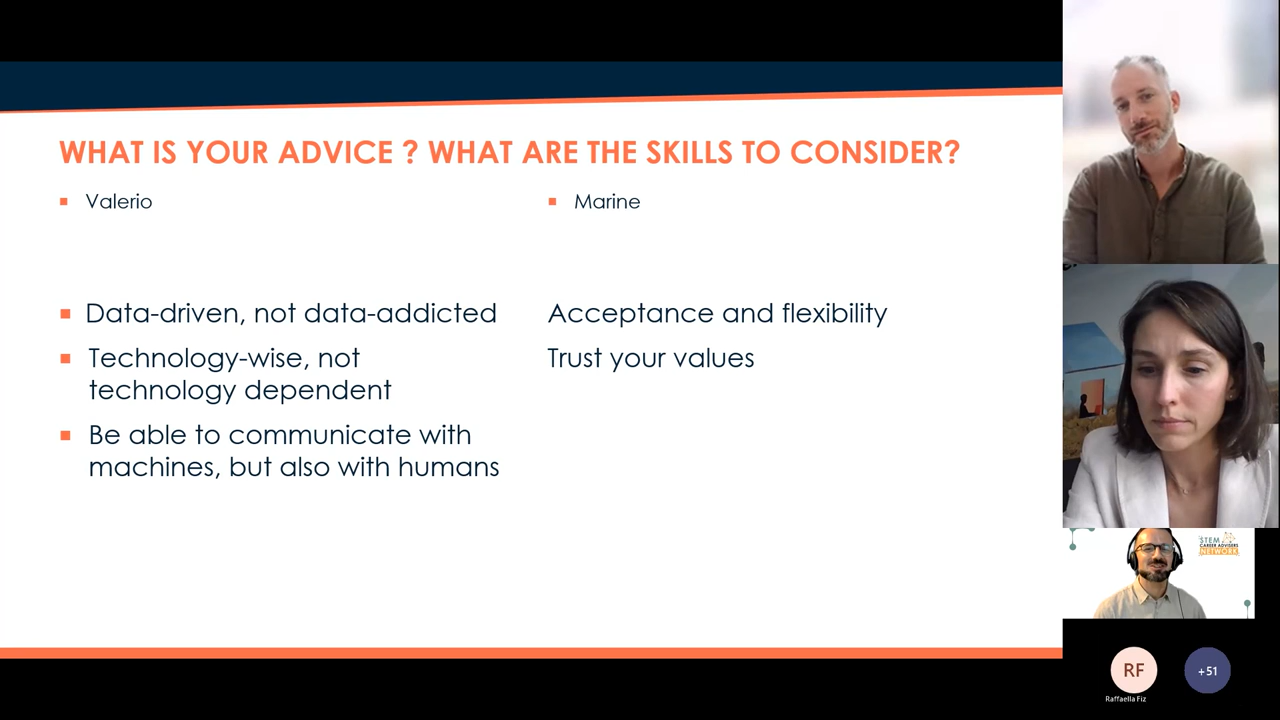 WHAT IS YOUR ADVICE ? WHAT ARE THE SKILLS TO CONSIDER?
Valerio
Data-driven, not data-addicted
Technology-wise, not
technology dependent
Be able to communicate with
machines, but also with humans
Marine
Acceptance and flexibility
Trust your values
STEM
CAREER ADVISERS
NETWORK
RF
Raffaella Fiz
+51